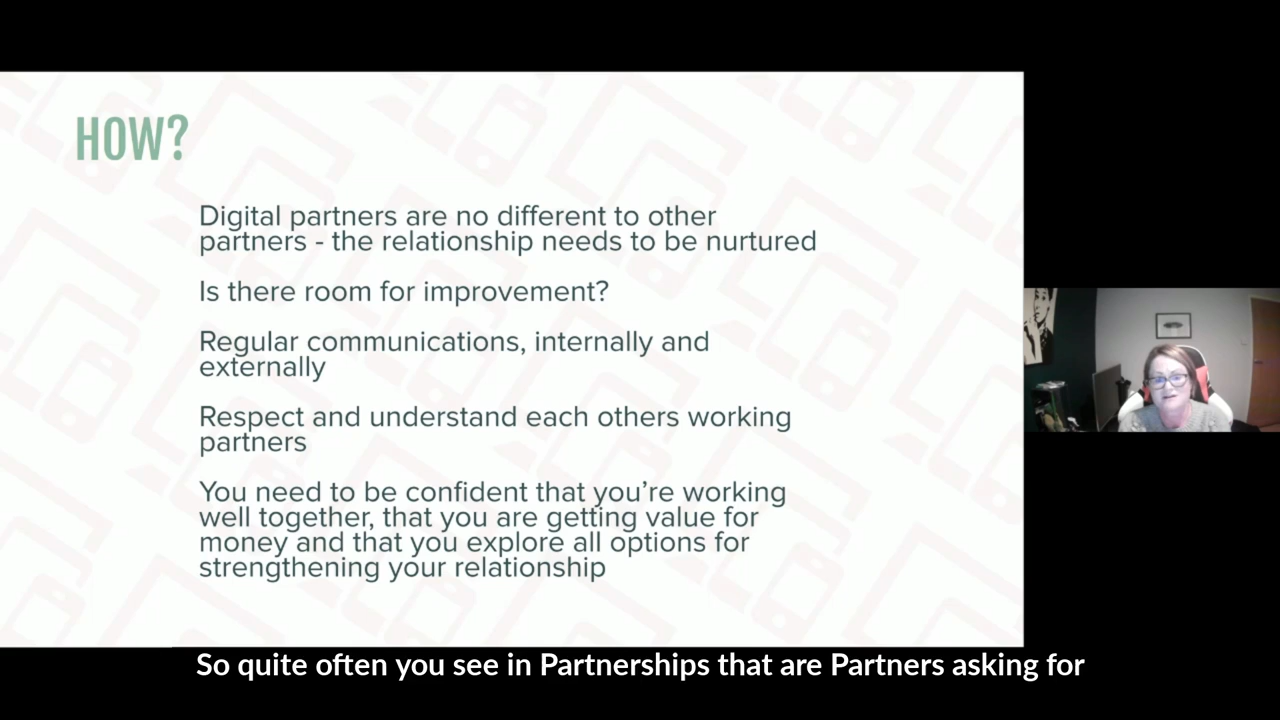 HOW?
Digital partners are no different to other
partners - the relationship needs to be nurtured
Is there room for improvement?
Regular communications, internally and
externally
Respect and understand each others working
partners
You need to be confident that you're working
well together, that you are getting value for
money and that you explore all options for
strengthening your relationship
So quite often you see in Partnerships that are Partners asking for